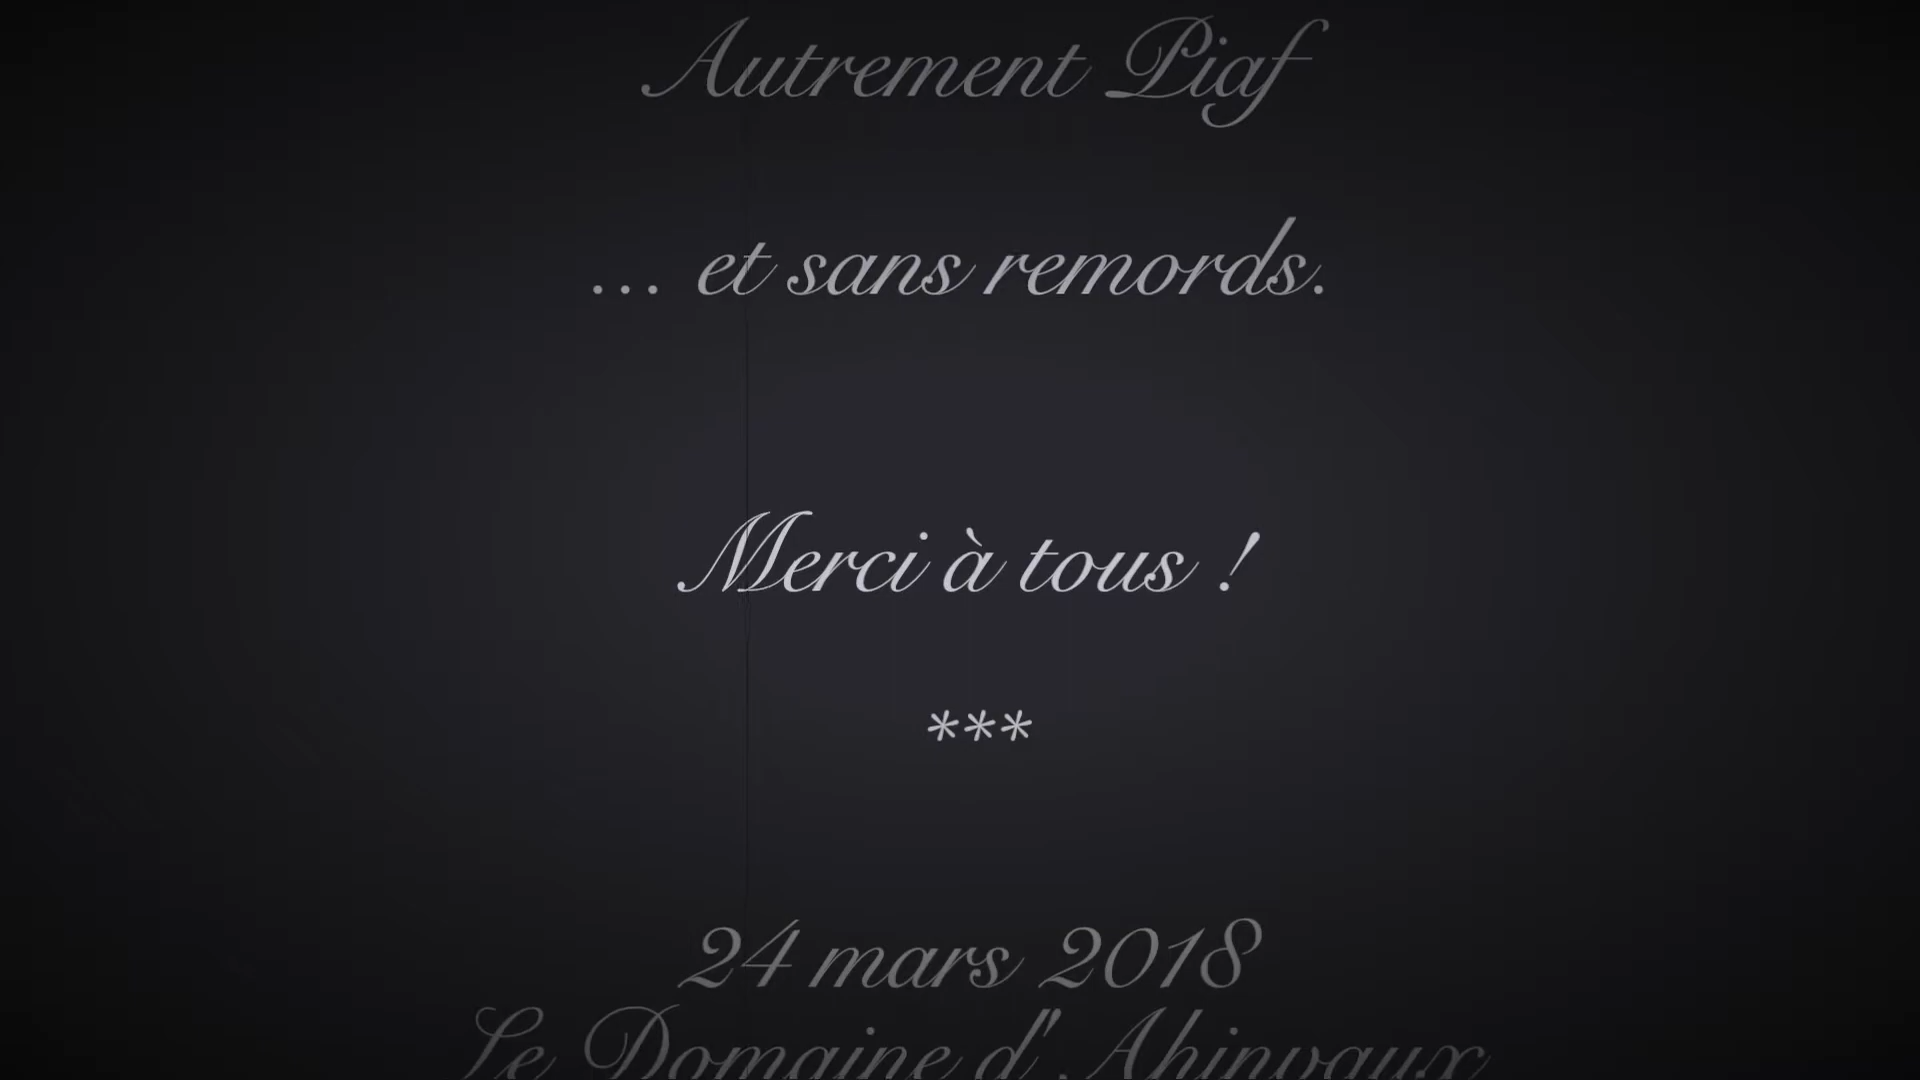 Autrement Piaf
... et sans remords.
Merci à tous !
***
24 mars 2018
Le Domaine d'Ahinvaux